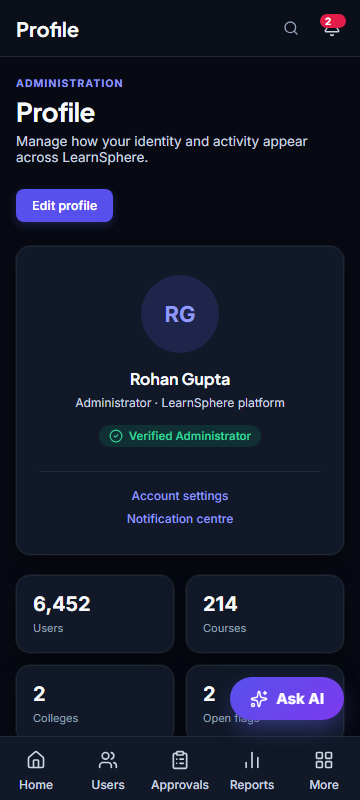 Profile
2
ADMINISTRATION
Profile
Manage how your identity and activity appear
across LearnSphere.
Edit profile
RG
Rohan Gupta
Administrator · LearnSphere platform
Verified Administrator
Account settings
Notification centre
6,452
Users
214
Courses
2
Colleges
2
Open flags
Ask AI
Home
Users
Approvals
Reports
More